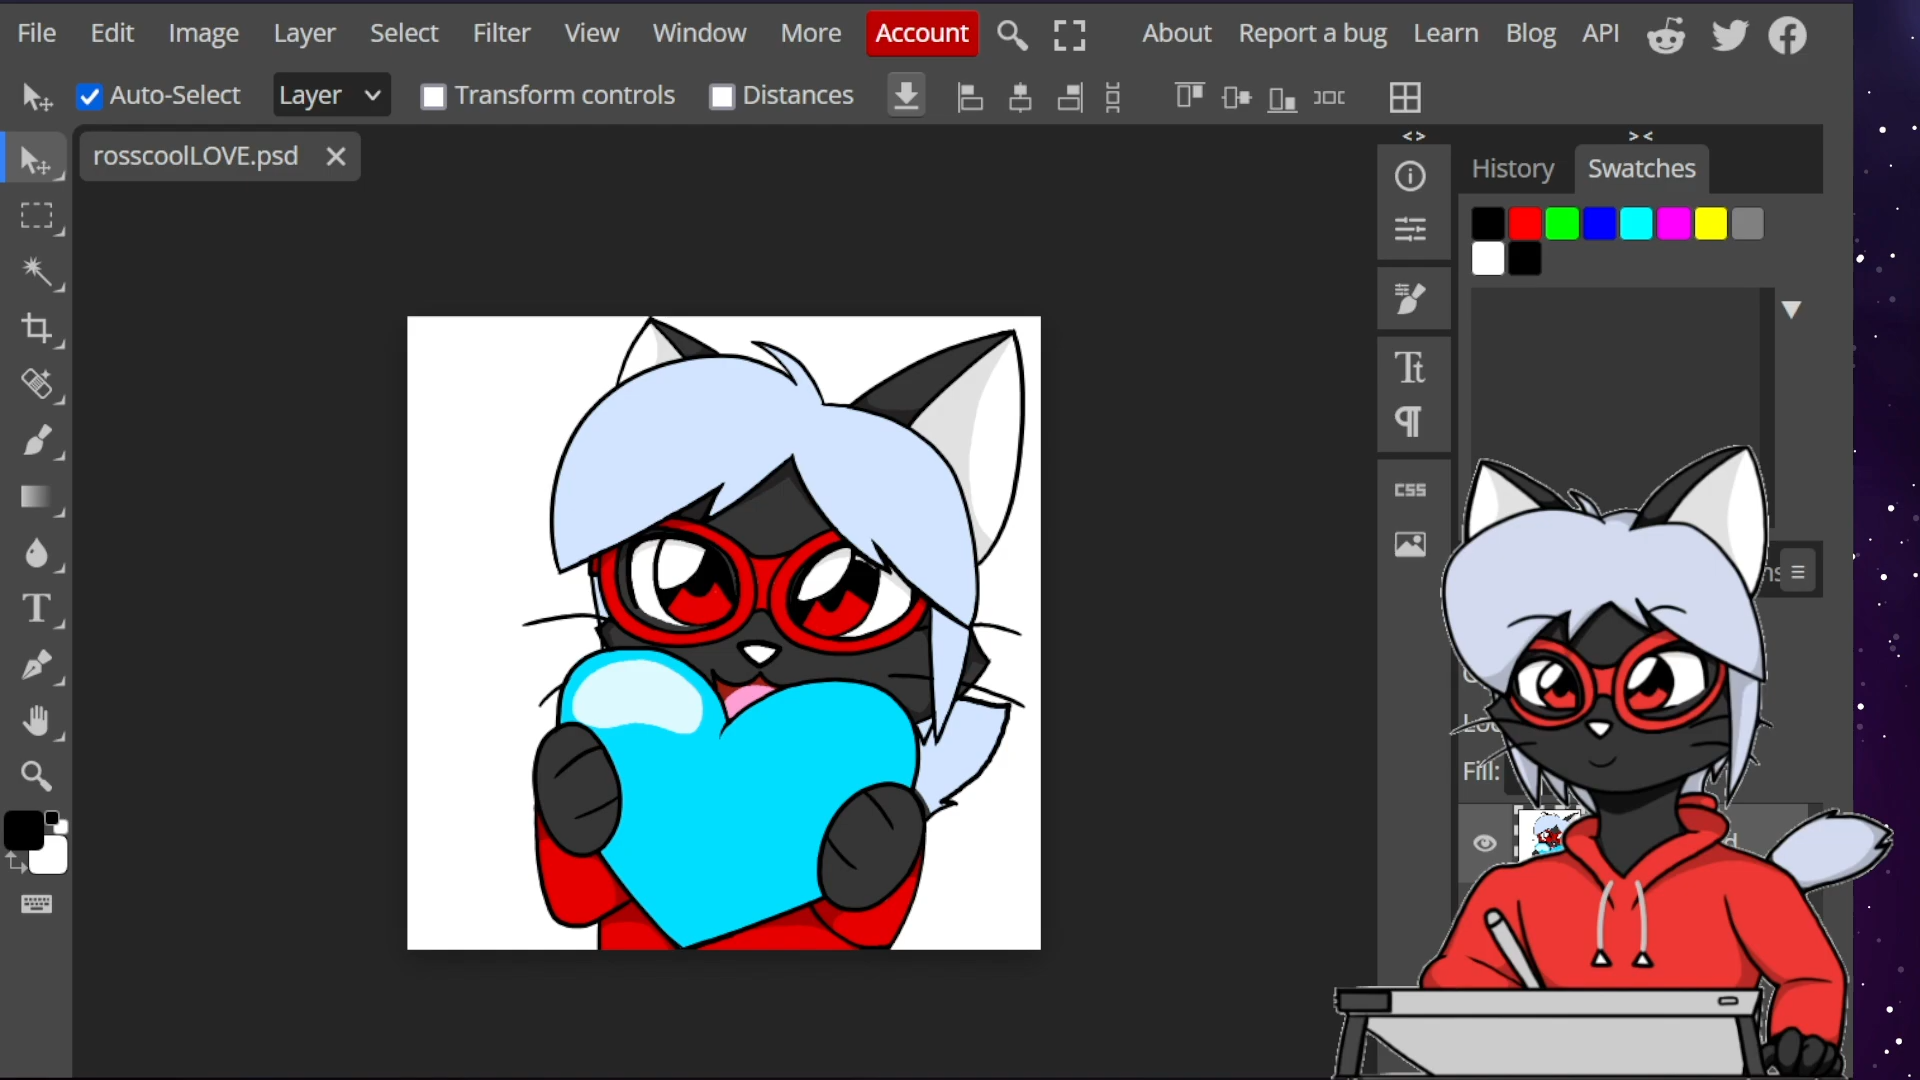 File Edit Image Layer Select Filter View Window More Account About Report a bug Learn Blog API
Auto-Select Layer Transform controls Distances
rosscoolLOVE.psd
History Swatches
CSS
Fill: